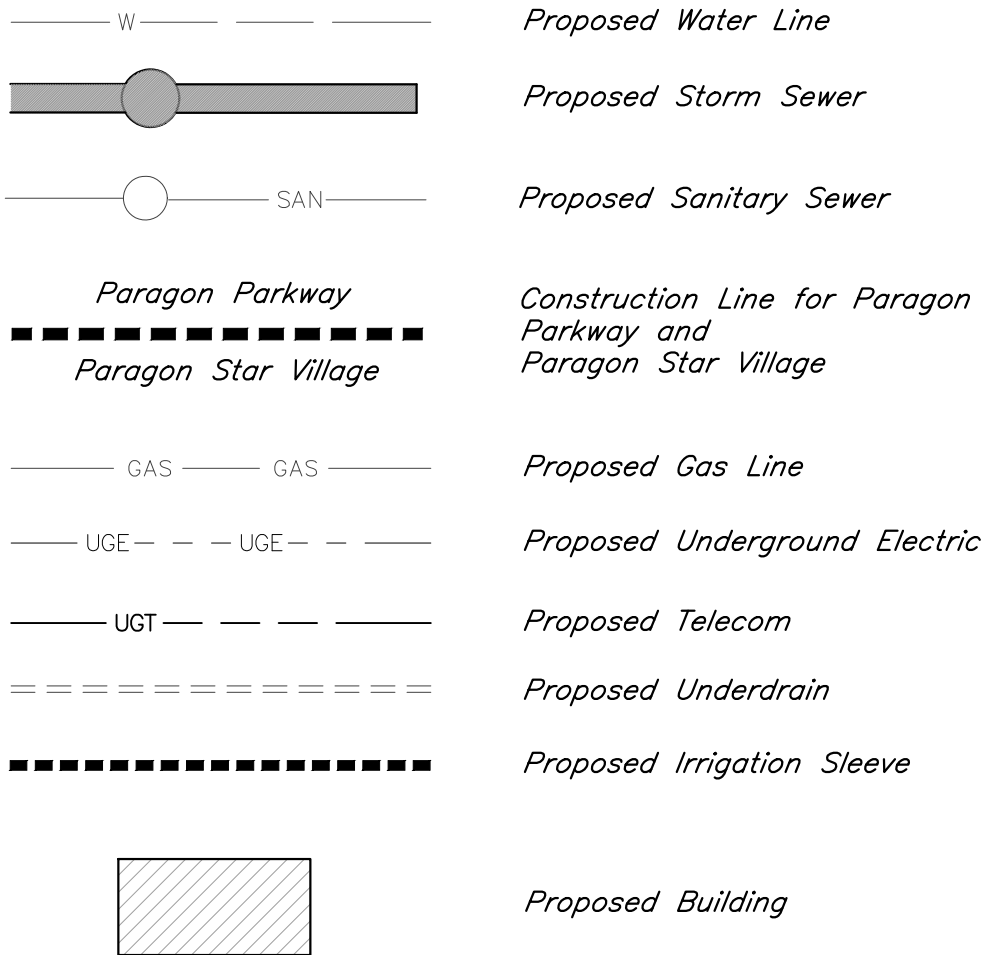 W
Proposed Water Line
Proposed Storm Sewer
SAN
Proposed Sanitary Sewer
Paragon Parkway
Paragon Star Village
Construction Line for Paragon
Parkway and
Paragon Star Village
GAS GAS
Proposed Gas Line
UGE UGE
Proposed Underground Electric
UGT
Proposed Telecom
Proposed Underdrain
Proposed Irrigation Sleeve
Proposed Building